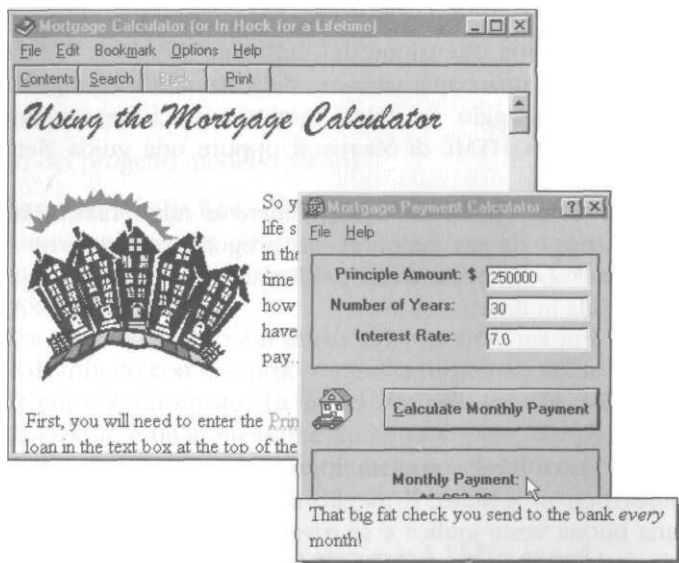 Mortgage Calculator (or In Hock for a Lifetime)
File Edit Bookmark Options Help
Contents Search Back Print
Using the Mortgage Calculator
So y
life s
in the
time
how
have
pay...
First, you will need to enter the Prin
loan in the text box at the top of the
Mortgage Payment Calculator
File Help
Principle Amount: $ 250000
Number of Years: 30
Interest Rate: 7.0
Calculate Monthly Payment
Monthly Payment:
That big fat check you send to the bank every
month!